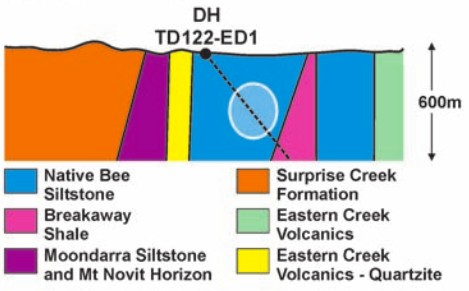 DH
TD122-ED1
600m
Native Bee
Siltstone
Breakaway
Shale
Moondarra Siltstone
and Mt Novit Horizon
Surprise Creek
Formation
Eastern Creek
Volcanics
Eastern Creek
Volcanics - Quartzite